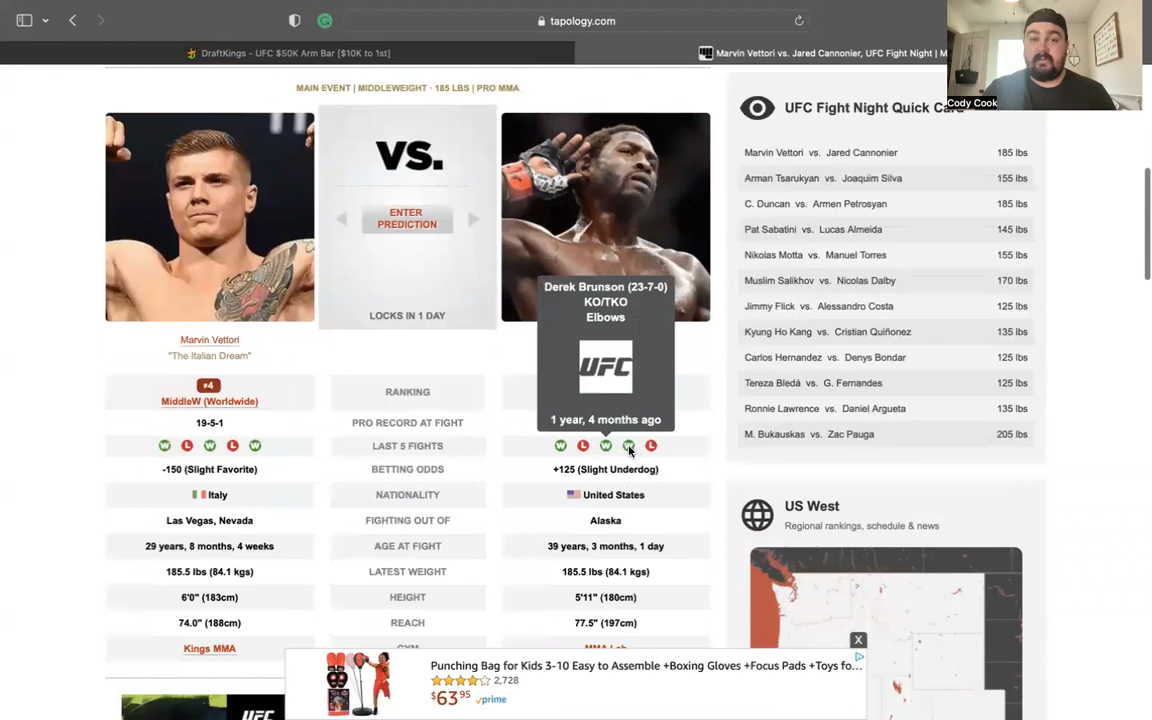 tapology.com
DraftKings - UFC $50K Arm Bar [$10K to 1st]
Marvin Vettori vs. Jared Cannonier, UFC Fight Night | M
Cody Cook
MAIN EVENT | MIDDLEWEIGHT · 185 LBS | PRO MMA
VS.
ENTER
PREDICTION
LOCKS IN 1 DAY
Derek Brunson (23-7-0)
KO/TKO
Elbows
UFC
1 year, 4 months ago
Marvin Vettori
"The Italian Dream"
#4
MiddleW (Worldwide)
RANKING
19-5-1
PRO RECORD AT FIGHT
W L W L W
LAST 5 FIGHTS
W L W W L
-150 (Slight Favorite)
BETTING ODDS
+125 (Slight Underdog)
Italy
NATIONALITY
United States
Las Vegas, Nevada
FIGHTING OUT OF
Alaska
29 years, 8 months, 4 weeks
AGE AT FIGHT
39 years, 3 months, 1 day
185.5 lbs (84.1 kgs)
LATEST WEIGHT
185.5 lbs (84.1 kgs)
6'0" (183cm)
HEIGHT
5'11" (180cm)
74.0" (188cm)
REACH
77.5" (197cm)
Kings MMA
GYM
MMA Lab
UFC Fight Night Quick Card
Marvin Vettori vs. Jared Cannonier 185 lbs
Arman Tsarukyan vs. Joaquim Silva 155 lbs
C. Duncan vs. Armen Petrosyan 185 lbs
Pat Sabatini vs. Lucas Almeida 145 lbs
Nikolas Motta vs. Manuel Torres 155 lbs
Muslim Salikhov vs. Nicolas Dalby 170 lbs
Jimmy Flick vs. Alessandro Costa 125 lbs
Kyung Ho Kang vs. Cristian Quiñonez 135 lbs
Carlos Hernandez vs. Denys Bondar 125 lbs
Tereza Bledá vs. G. Fernandes 125 lbs
Ronnie Lawrence vs. Daniel Argueta 135 lbs
M. Bukauskas vs. Zac Pauga 205 lbs
US West
Regional rankings, schedule & news
X
Punching Bag for Kids 3-10 Easy to Assemble +Boxing Gloves +Focus Pads +Toys fo...
2,728
$63 95 prime
UFC